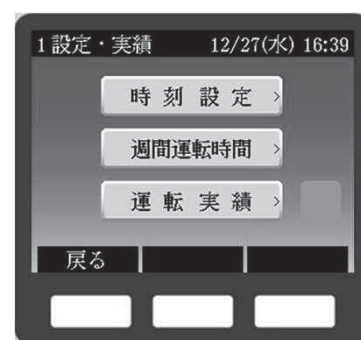 1 設定・実績 12/27(水) 16:39
時刻設定 >
週間運転時間 >
運転実績 >
戻る